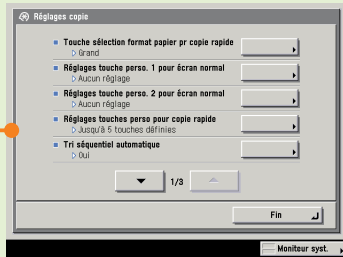 Réglages copie
Touche sélection format papier pr copie rapide
Grand
Réglages touche perso. 1 pour écran normal
Aucun réglage
Réglages touche perso. 2 pour écran normal
Aucun réglage
Réglages touches perso pour copie rapide
Jusqu'à 5 touches définies
Tri séquentiel automatique
Oui
1/3
Fin
Moniteur syst.